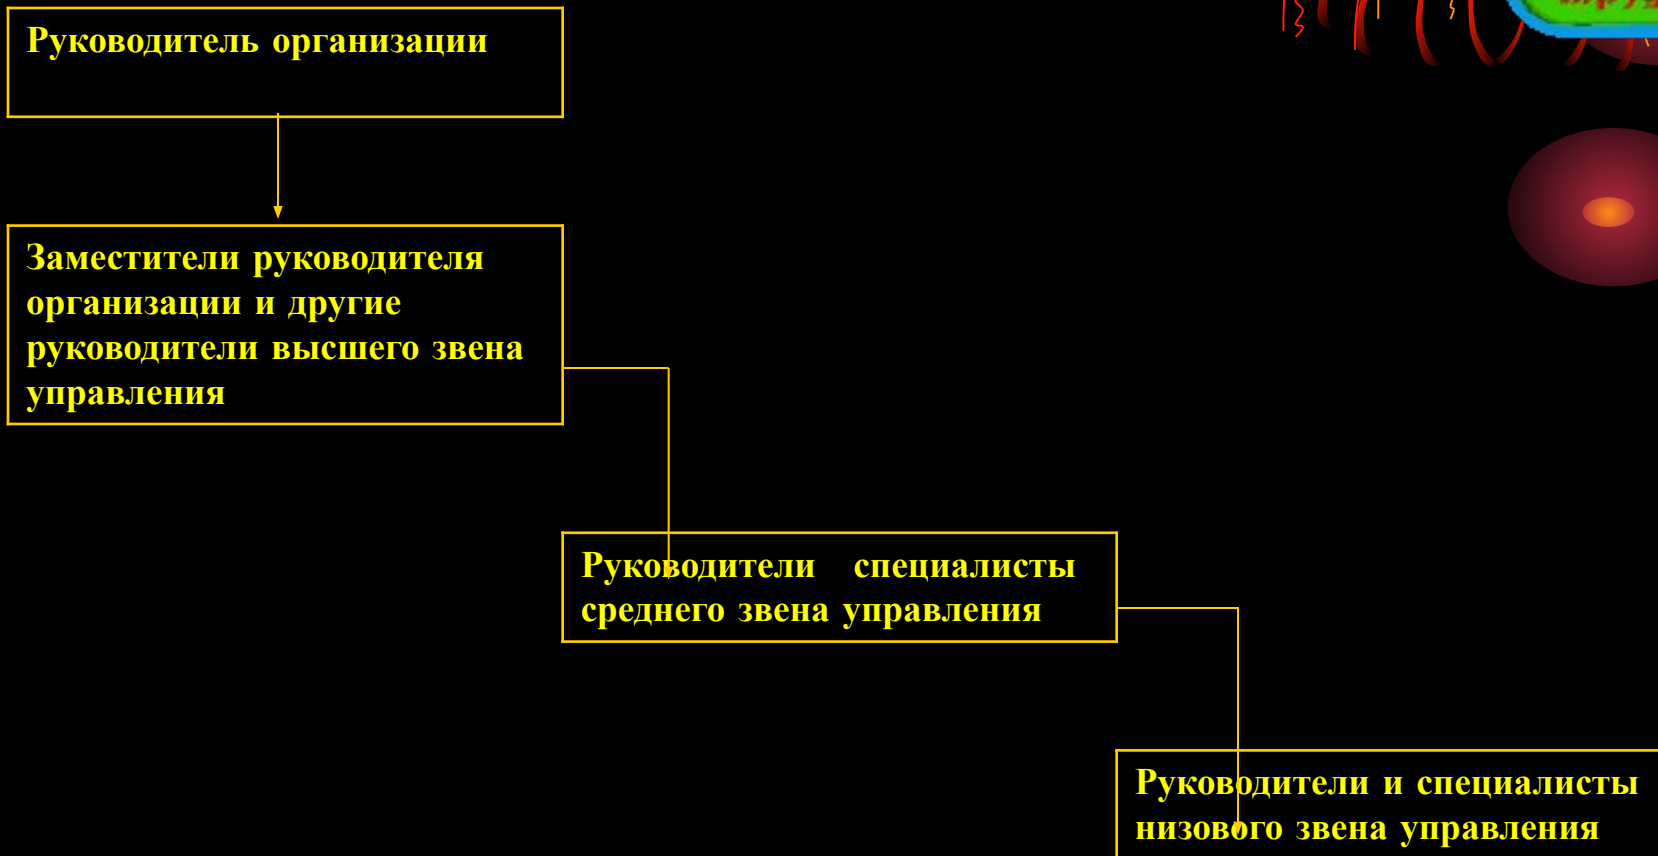 Руководитель организации
Заместители руководителя
организации и другие
руководители высшего звена
управления
Руководители специалисты
среднего звена управления
Руководители и специалисты
низового звена управления